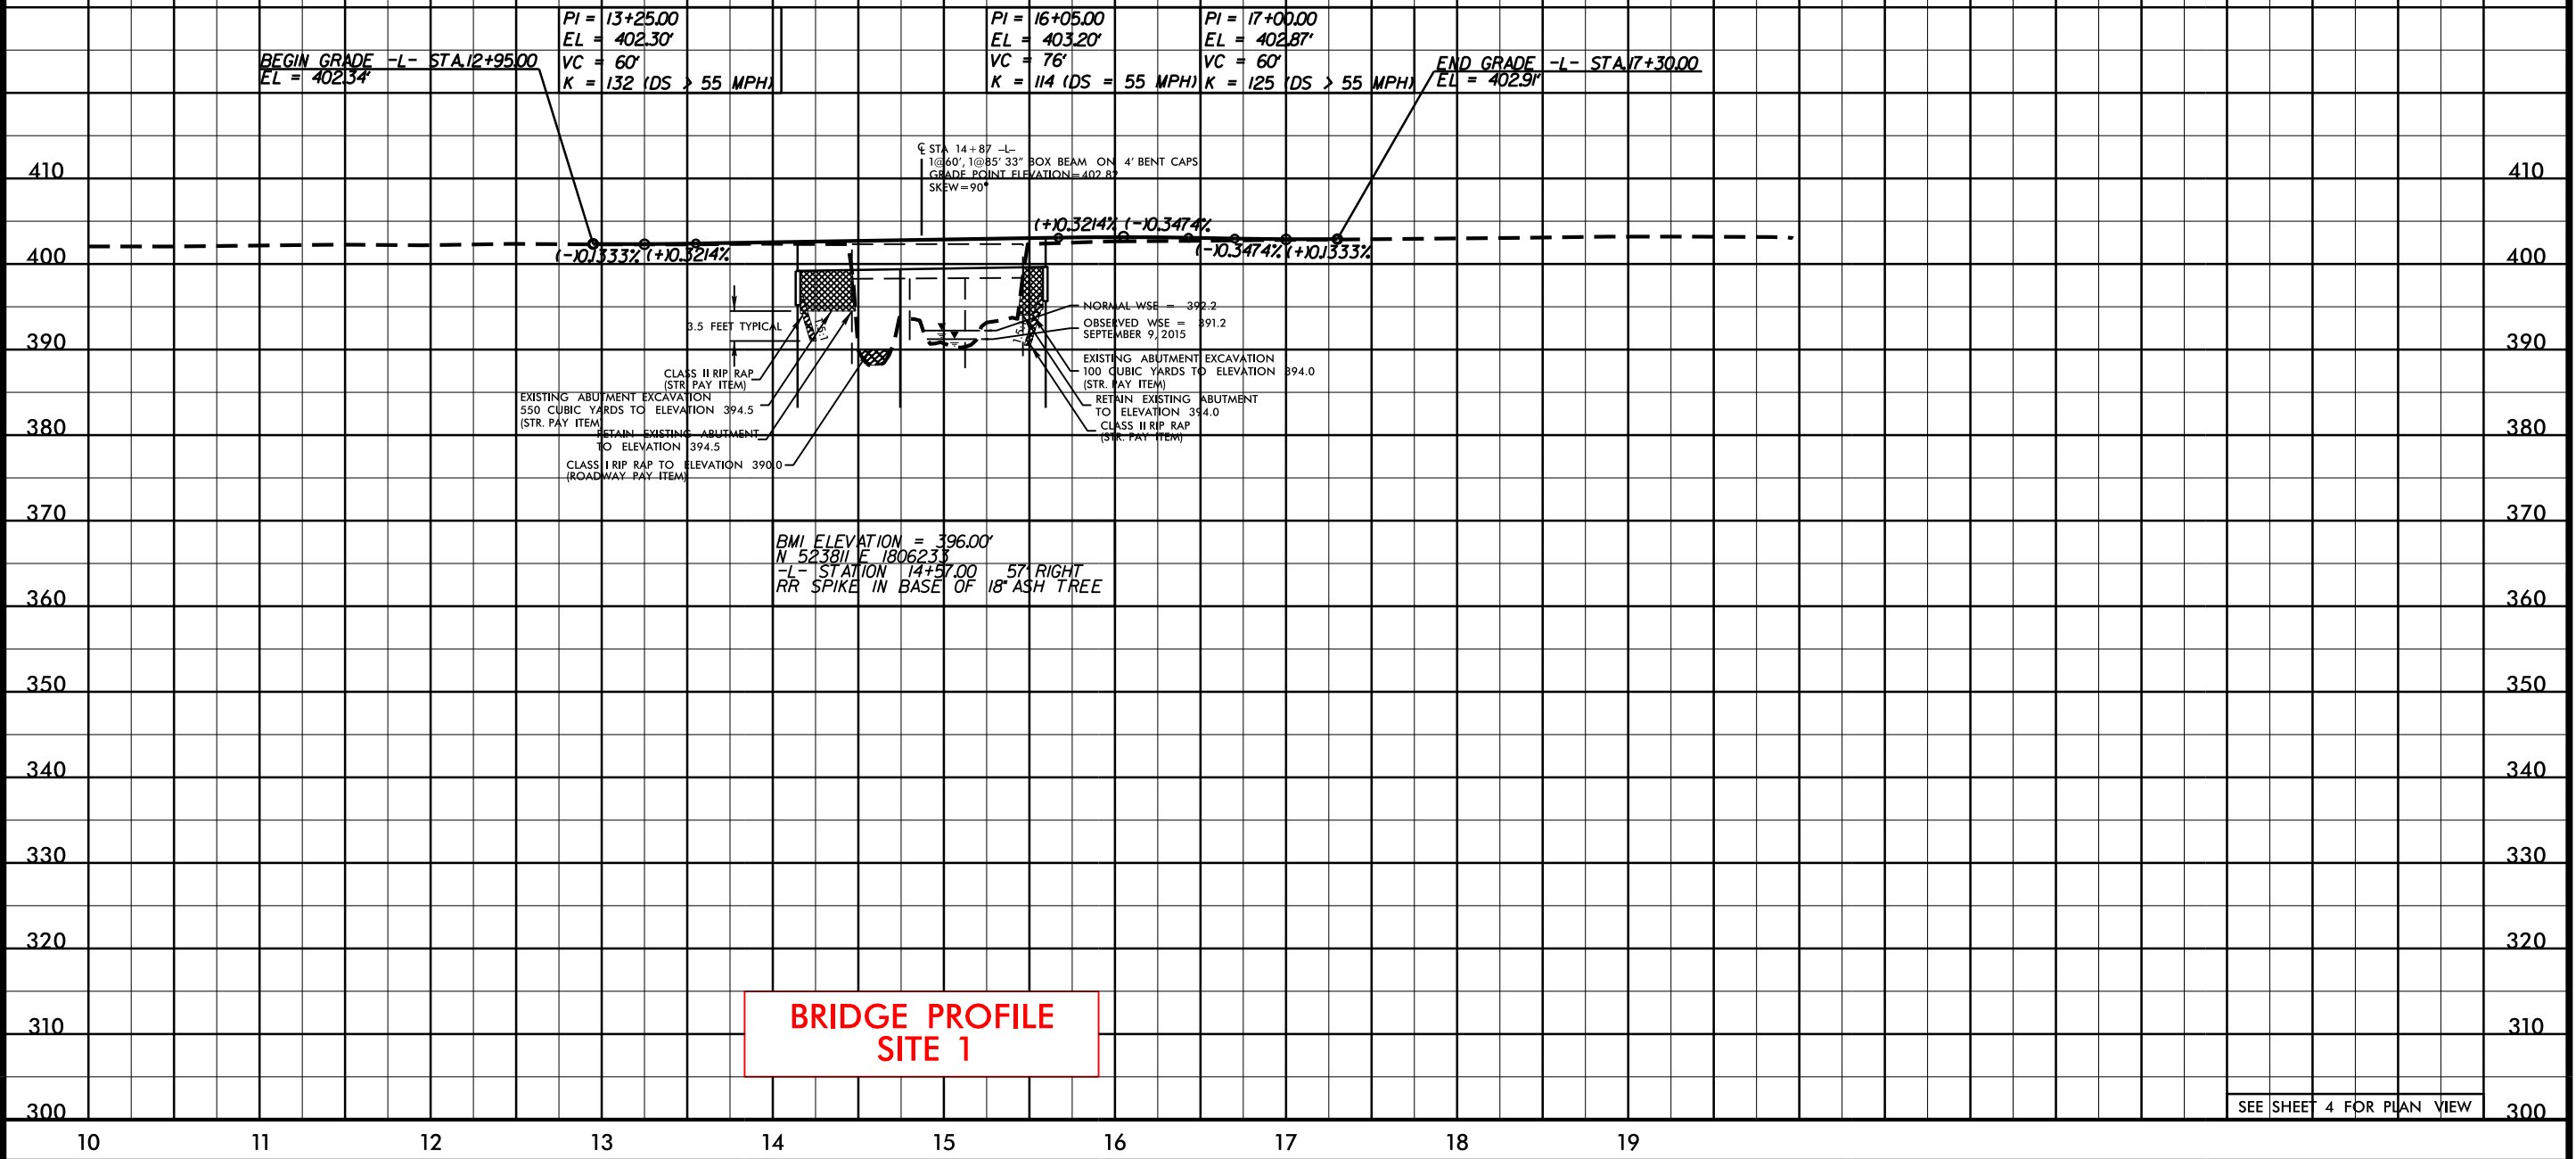 PI = 13+25.00
EL = 402.30'
VC = 60'
K = 132 (DS > 55 MPH)
PI = 16+05.00
EL = 403.20'
VC = 76'
K = 114 (DS = 55 MPH)
PI = 17+00.00
EL = 402.87'
VC = 60'
K = 125 (DS > 55 MPH)
BEGIN GRADE -L- STA.12+95.00
EL = 402.34'
END GRADE -L- STA.17+30.00
EL = 402.91'
℄ STA 14+87 -L-
1@60', 1@85' 33" BOX BEAM ON 4' BENT CAPS
GRADE POINT ELEVATION=402.82
SKEW=90°
410
410
(+)0.3214% (-)0.3474%
(-)0.1333% (+)0.3214%
(-)0.3474% (+)0.1333%
400
400
NORMAL WSE = 392.2
OBSERVED WSE = 391.2
SEPTEMBER 9, 2015
3.5 FEET TYPICAL
1.5:1
390
390
EXISTING ABUTMENT EXCAVATION
100 CUBIC YARDS TO ELEVATION 394.0
(STR. PAY ITEM)
CLASS II RIP RAP
(STR. PAY ITEM)
EXISTING ABUTMENT EXCAVATION
550 CUBIC YARDS TO ELEVATION 394.5
(STR. PAY ITEM)
RETAIN EXISTING ABUTMENT
TO ELEVATION 394.0
CLASS II RIP RAP
(STR. PAY ITEM)
380
380
RETAIN EXISTING ABUTMENT
TO ELEVATION 394.5
CLASS I RIP RAP TO ELEVATION 390.0
(ROADWAY PAY ITEM)
370
370
BM1 ELEVATION = 396.00'
N 523811 E 1806233
-L- STATION 14+57.00 57' RIGHT
RR SPIKE IN BASE OF 18" ASH TREE
360
360
350
350
340
340
330
330
320
320
BRIDGE PROFILE
SITE 1
310
310
SEE SHEET 4 FOR PLAN VIEW
300
300
10 11 12 13 14 15 16 17 18 19